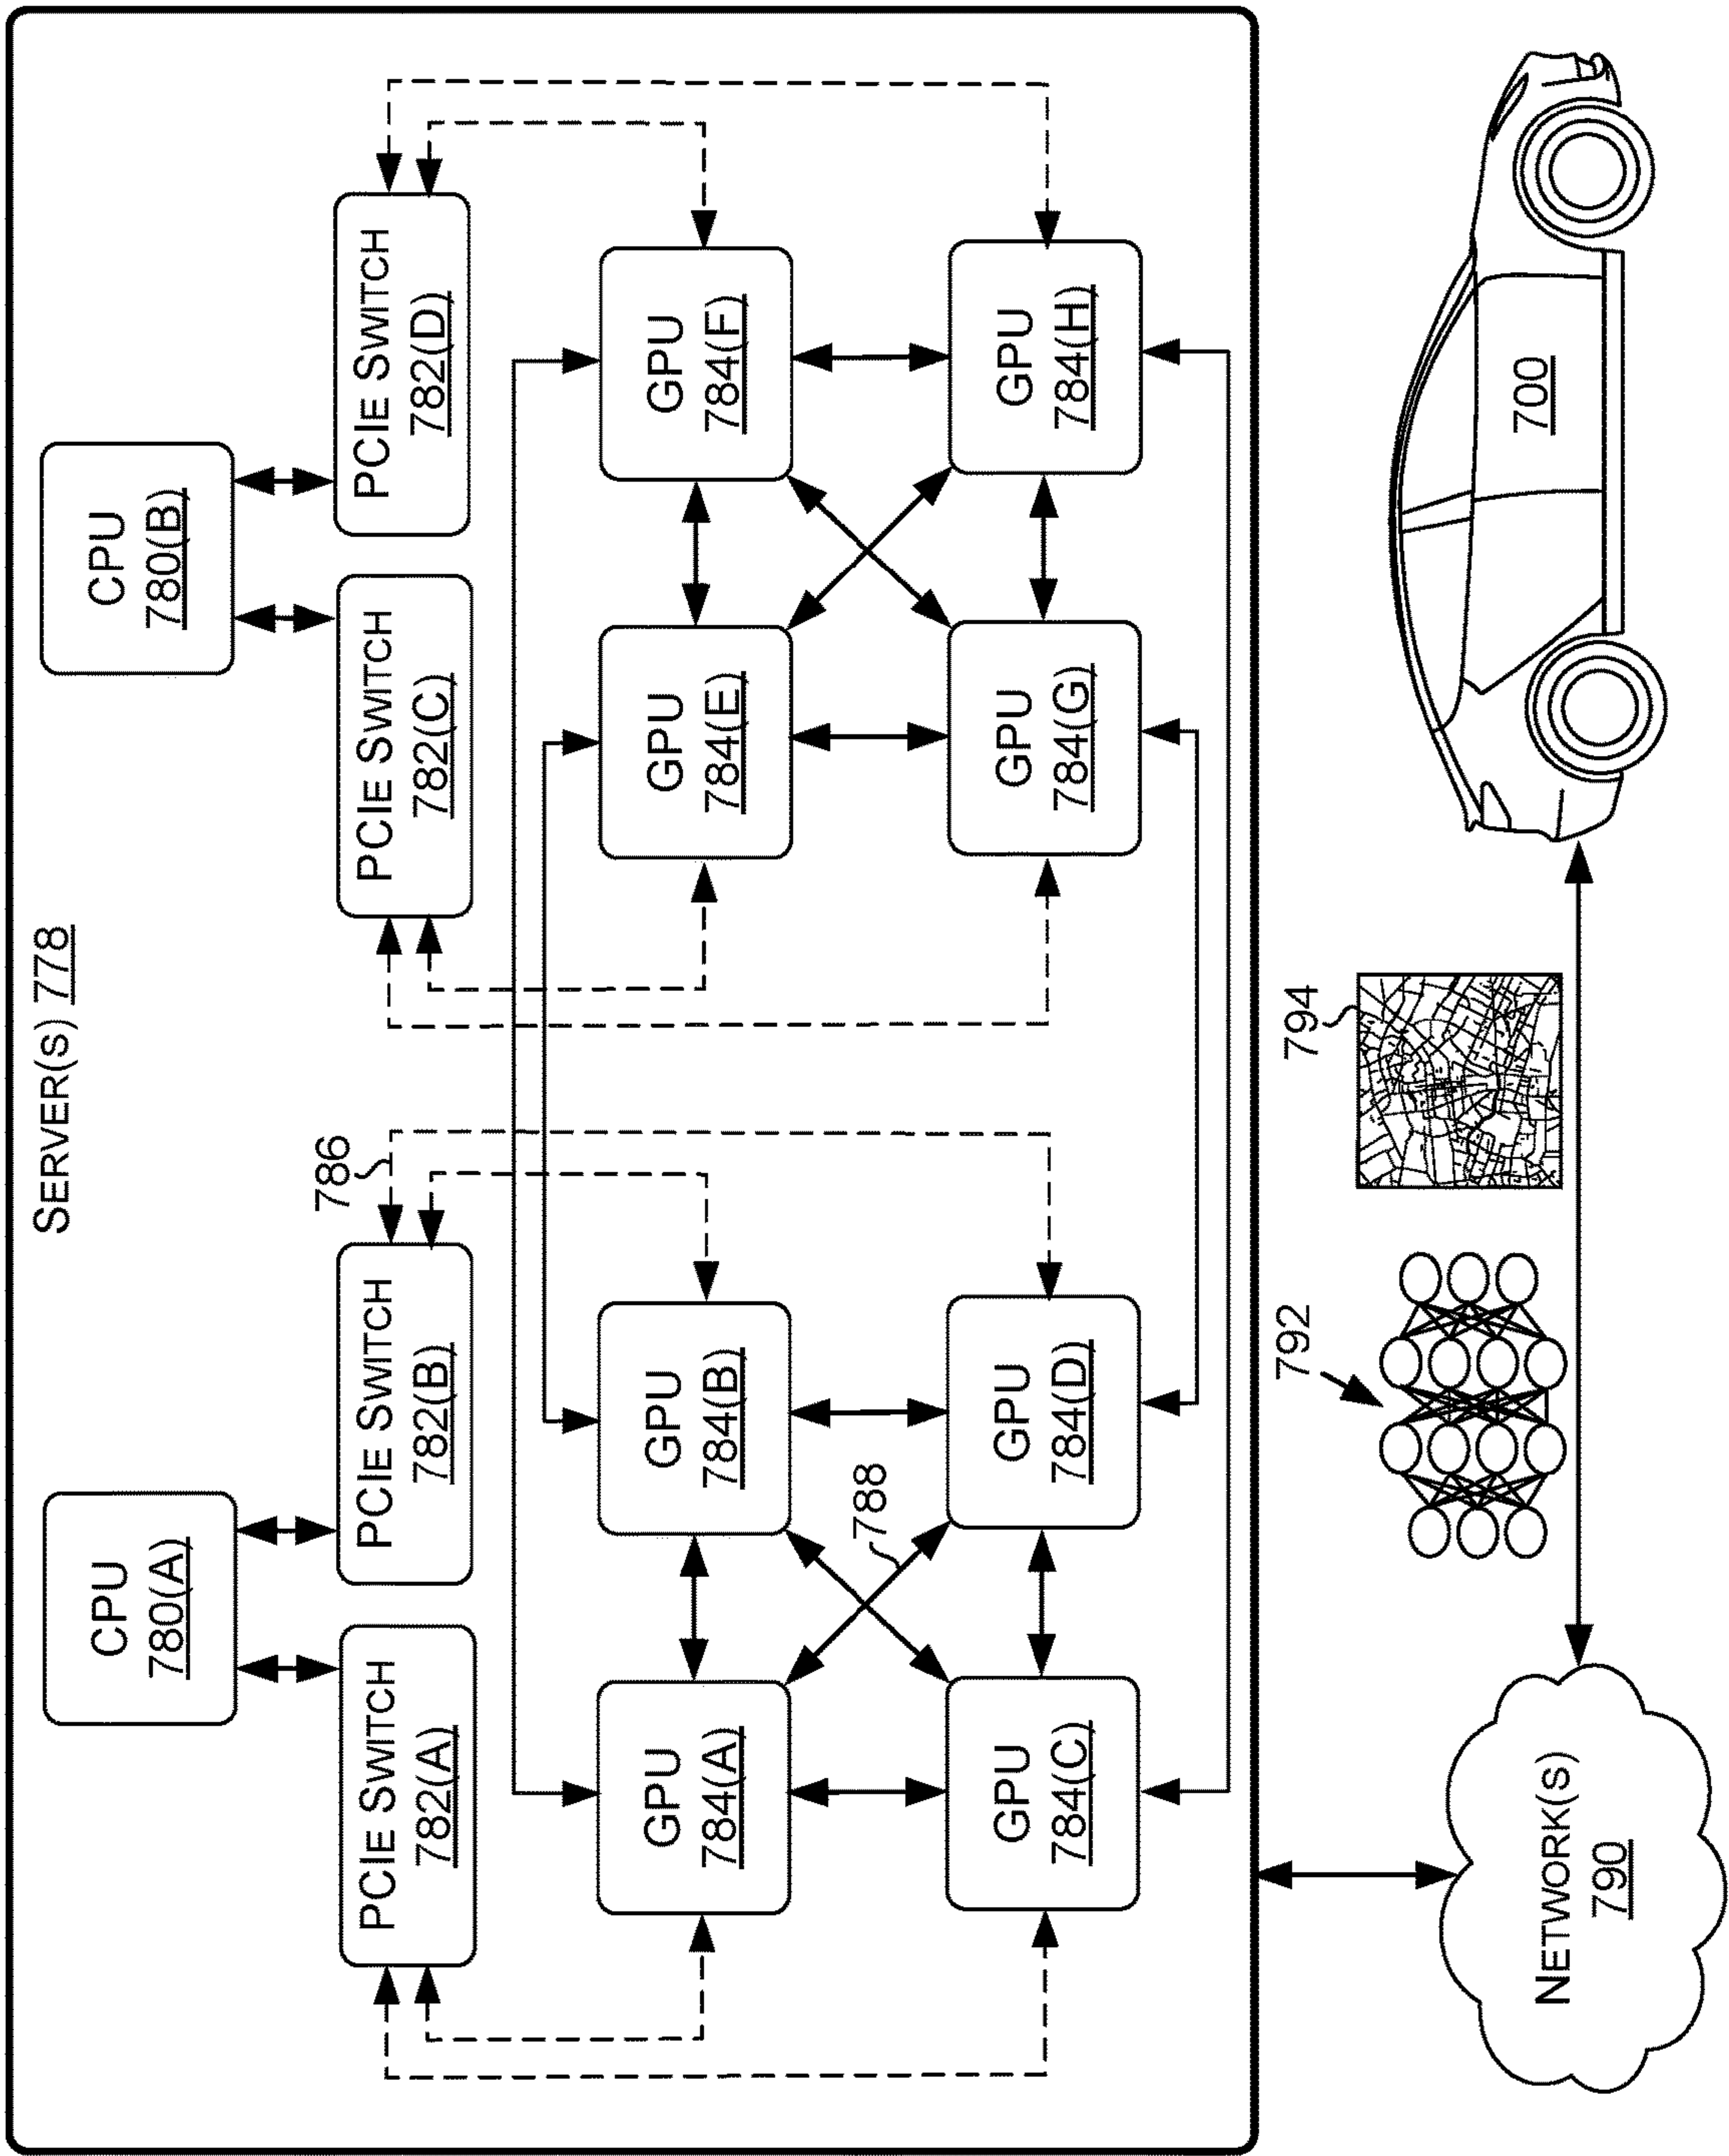 SERVER(S) 778
CPU
780(A)
CPU
780(B)
PCIE SWITCH
782(A)
PCIE SWITCH
782(B)
786
PCIE SWITCH
782(C)
PCIE SWITCH
782(D)
GPU
784(A)
GPU
784(B)
GPU
784(E)
GPU
784(F)
788
GPU
784(C)
GPU
784(D)
GPU
784(G)
GPU
784(H)
NETWORK(S)
790
792
794
700